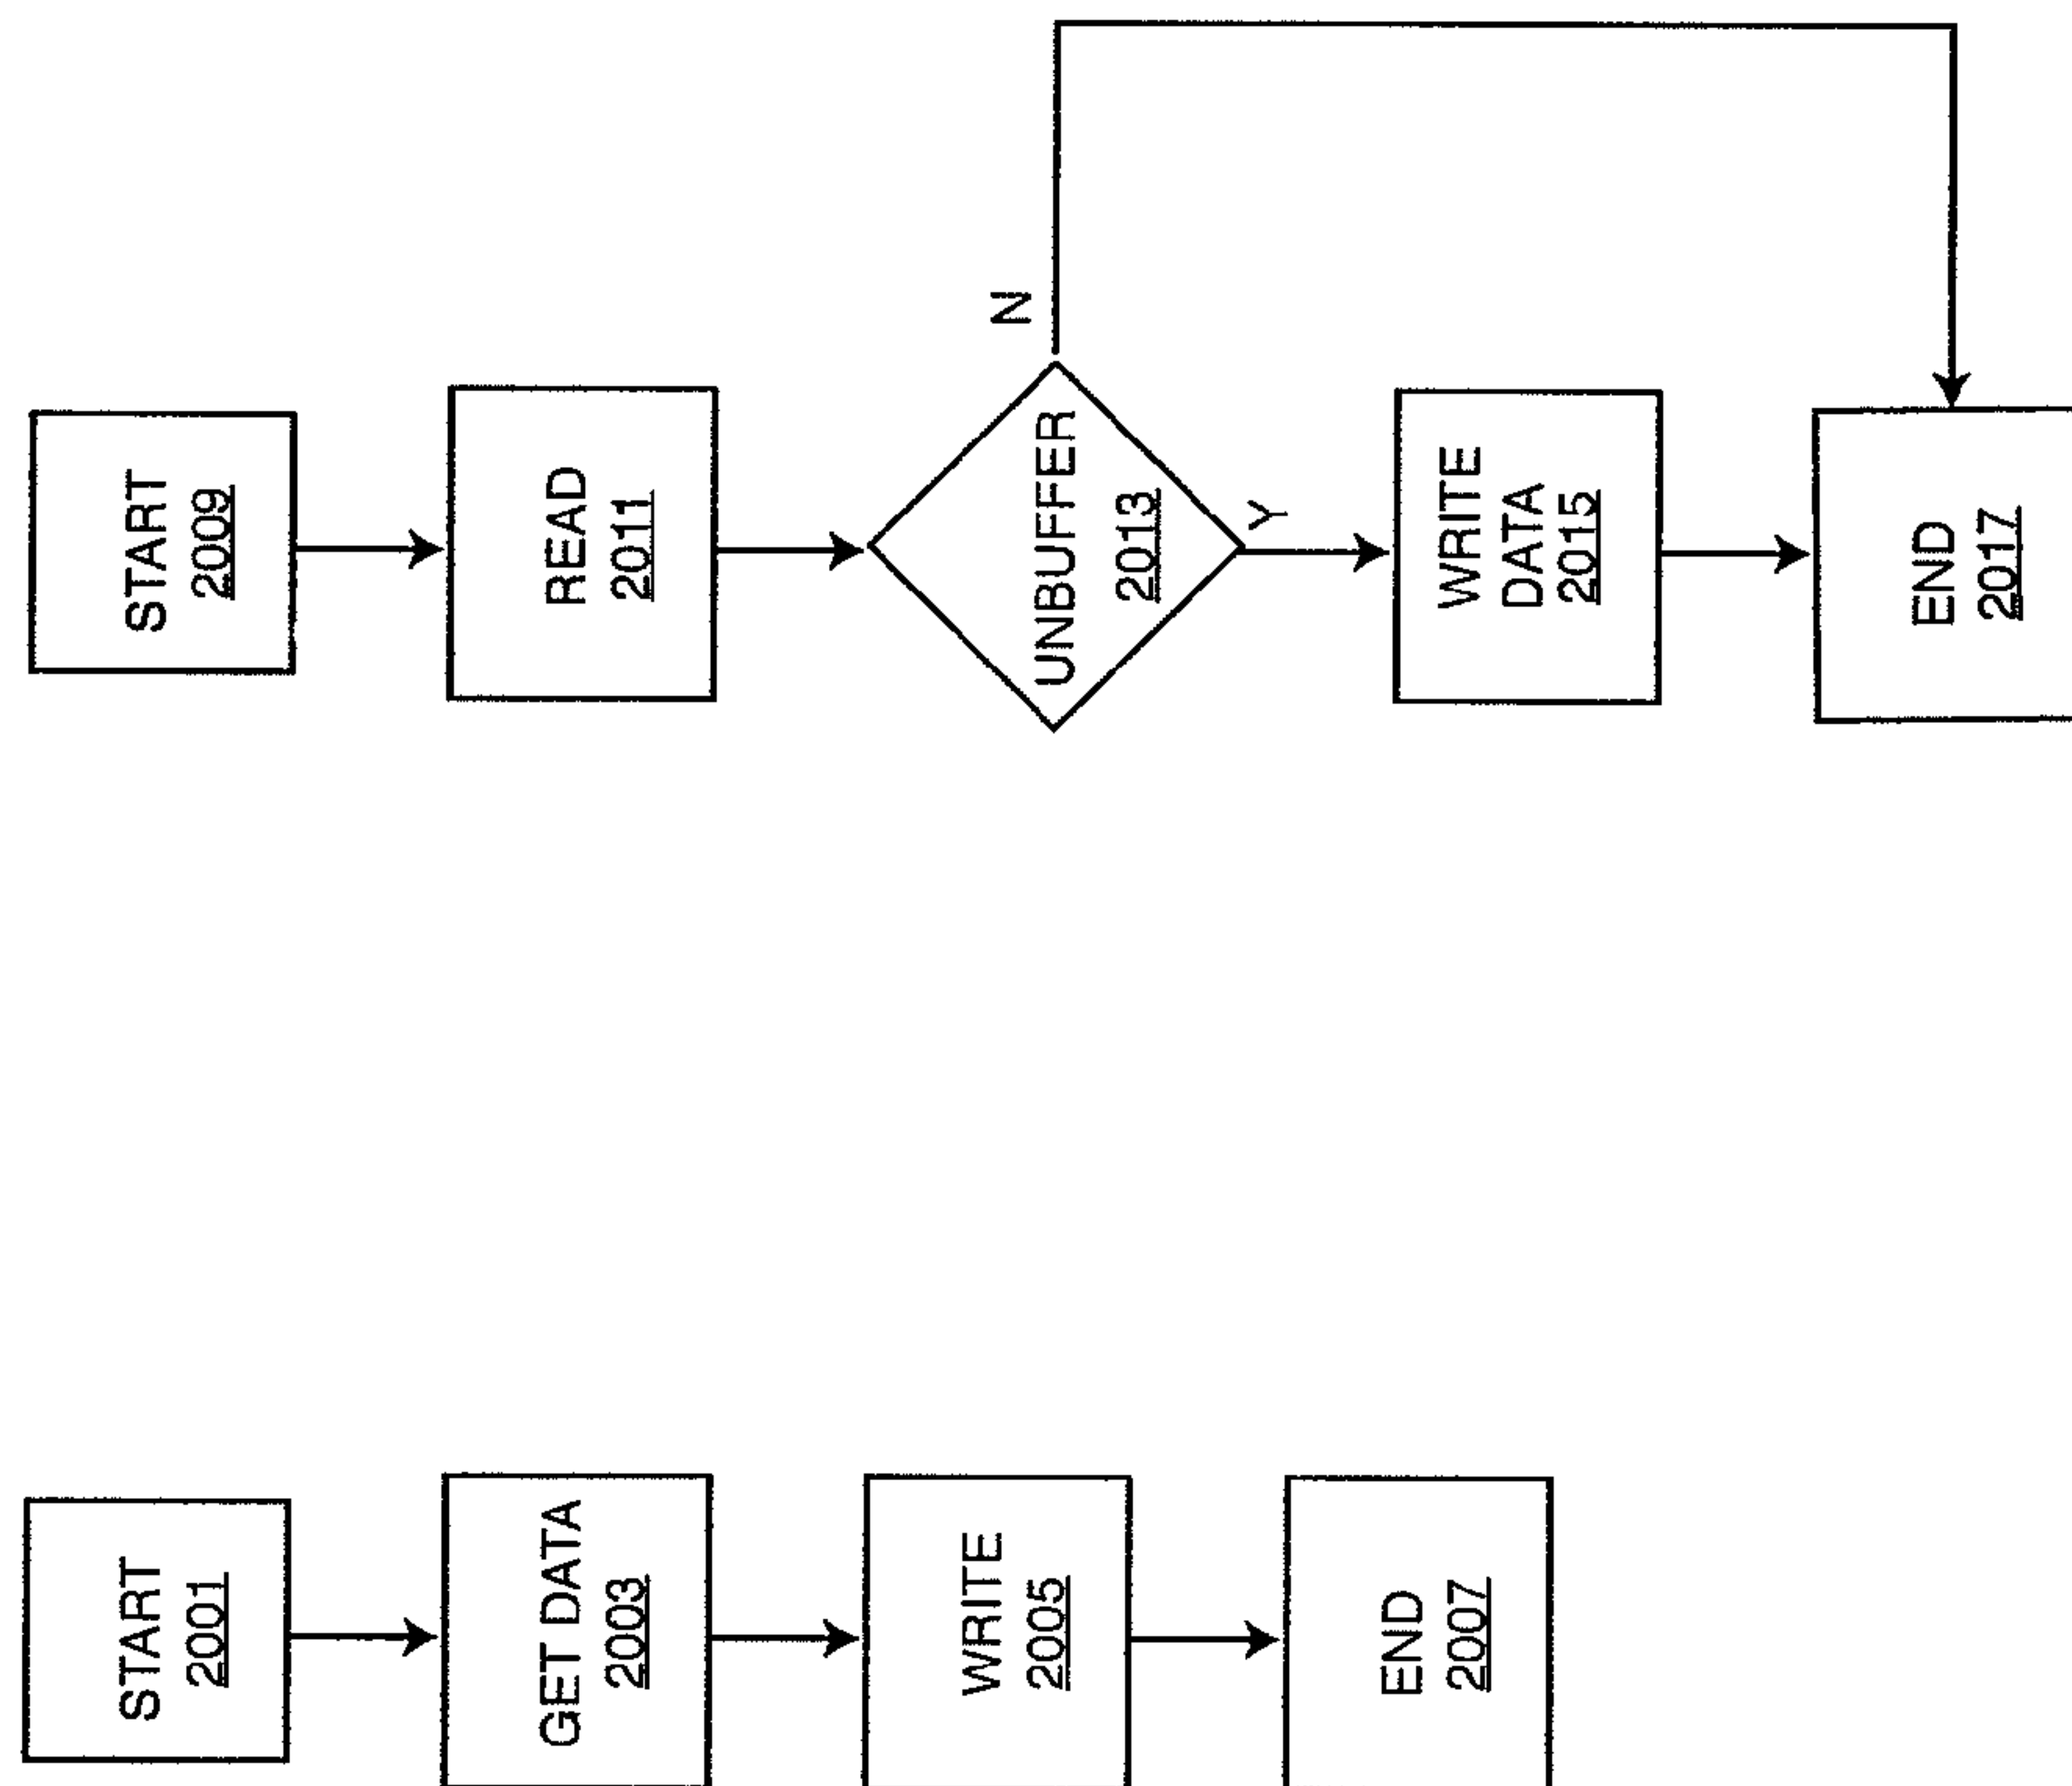 START
2001
GET DATA
2003
WRITE
2005
END
2007
START
2009
READ
2011
UNBUFFER
2013
N
Y
WRITE
DATA
2015
END
2017